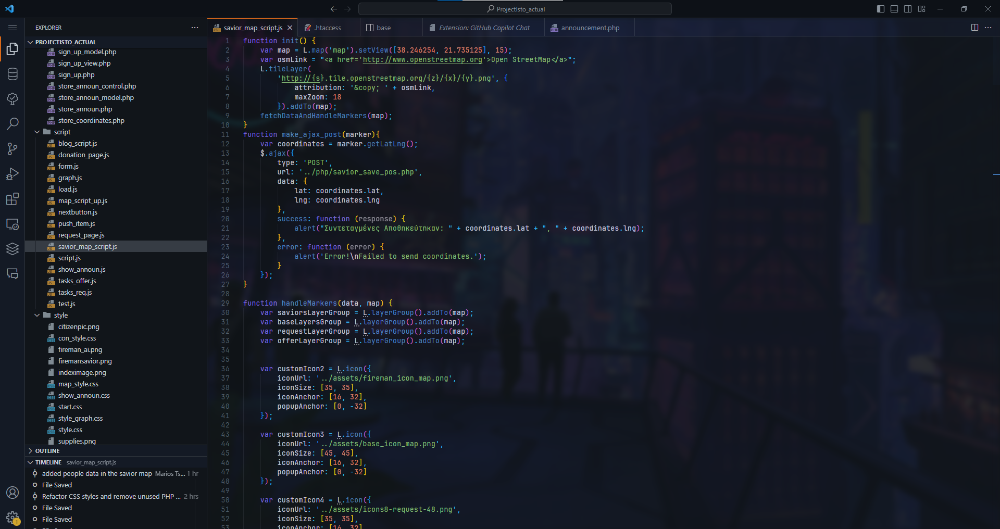 ProjectIsto_actual
EXPLORER
PROJECTISTO_ACTUAL
sign_up_model.php
sign_up_view.php
sign_up.php
store_announ_control.php
store_announ_model.php
store_announ.php
store_coordinates.php
script
blog_script.js
donation_page.js
form.js
graph.js
load.js
map_script_up.js
nextbutton.js
push_item.js
request_page.js
savior_map_script.js
script.js
show_announ.js
tasks_offer.js
tasks_req.js
test.js
style
citizenpic.png
con_style.css
fireman_ai.png
firemansavior.png
indeximage.png
map_style.css
show_announ.css
start.css
style_graph.css
style.css
supplies.png
OUTLINE
TIMELINE savior_map_script.js
added people data in the savior map Marios Ts... 1 hr
File Saved
Refactor CSS styles and remove unused PHP ... 2 hrs
File Saved
File Saved
1
savior_map_script.js
.htaccess
base
Extension: GitHub Copilot Chat
announcement.php
1 function init() {
2 var map = L.map('map').setView([38.246254, 21.735125], 15);
3 var osmLink = "<a href='http://www.openstreetmap.org'>Open StreetMap</a>";
4 L.tileLayer(
5 'http://{s}.tile.openstreetmap.org/{z}/{x}/{y}.png', {
6 attribution: '&copy; ' + osmLink,
7 maxZoom: 18
8 }).addTo(map);
9 fetchDataAndHandleMarkers(map);
10 }
11 function make_ajax_post(marker){
12 var coordinates = marker.getLatLng();
13 $.ajax({
14 type: 'POST',
15 url: '../php/savior_save_pos.php',
16 data: {
17 lat: coordinates.lat,
18 lng: coordinates.lng
19 },
20 success: function (response) {
21 alert("Συντεταγμένες Αποθηκεύτηκαν: " + coordinates.lat + ", " + coordinates.lng);
22 },
23 error: function (error) {
24 alert('Error!\nFailed to send coordinates.');
25 }
26 });
27 }
28
29 function handleMarkers(data, map) {
30 var saviorsLayerGroup = L.layerGroup().addTo(map);
31 var baseLayersGroup = L.layerGroup().addTo(map);
32 var requestLayerGroup = L.layerGroup().addTo(map);
33 var offerLayerGroup = L.layerGroup().addTo(map);
34
35
36 var customIcon2 = L.icon({
37 iconUrl: '../assets/fireman_icon_map.png',
38 iconSize: [35, 35],
39 iconAnchor: [16, 32],
40 popupAnchor: [0, -32]
41 });
42
43 var customIcon3 = L.icon({
44 iconUrl: '../assets/base_icon_map.png',
45 iconSize: [45, 45],
46 iconAnchor: [16, 32],
47 popupAnchor: [0, -32]
48 });
49
50 var customIcon4 = L.icon({
51 iconUrl: '../assets/icons8-request-48.png',
52 iconSize: [35, 35],
53 iconAnchor: [16, 32],